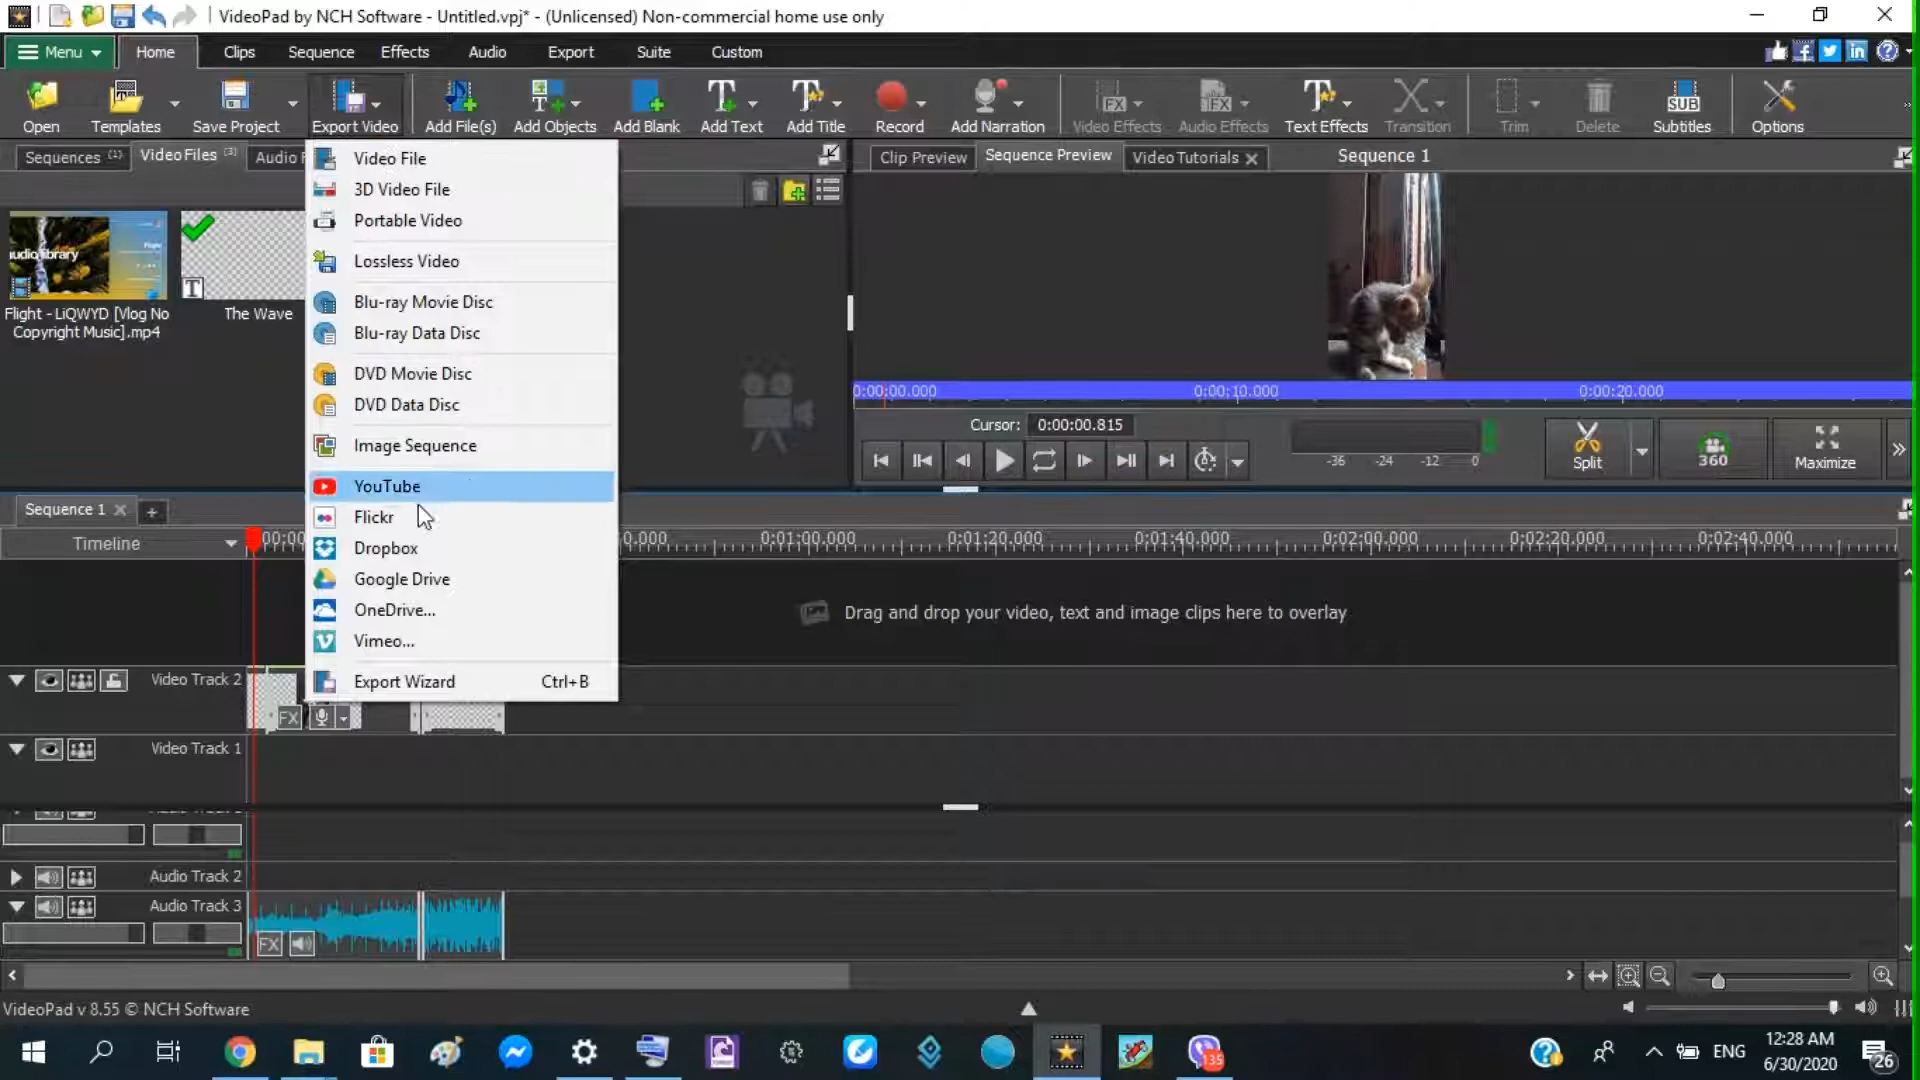 VideoPad by NCH Software - Untitled.vpj* - (Unlicensed) Non-commercial home use only
Menu Home Clips Sequence Effects Audio Export Suite Custom
Open Templates Save Project Export Video Add File(s) Add Objects Add Blank Add Text Add Title Record Add Narration Video Effects Audio Effects Text Effects Transition Trim Delete Subtitles Options
Sequences (1) Video Files (3) Audio F
Clip Preview Sequence Preview Video Tutorials Sequence 1
Video File
3D Video File
Portable Video
Lossless Video
Blu-ray Movie Disc
Blu-ray Data Disc
DVD Movie Disc
DVD Data Disc
Image Sequence
YouTube
Flickr
Dropbox
Google Drive
OneDrive...
Vimeo...
Export Wizard Ctrl+B
audio library
Flight - LiQWYD [Vlog No
Copyright Music].mp4
The Wave
0:00:00.000 0:00:10.000 0:00:20.000
Cursor: 0:00:00.815
-36 -24 -12 0
Split 360 Maximize
Sequence 1
Timeline
0:01:00.000 0:01:20.000 0:01:40.000 0:02:00.000 0:02:20.000 0:02:40.000
Drag and drop your video, text and image clips here to overlay
Video Track 2
FX
Video Track 1
Audio Track 2
Audio Track 3
FX
VideoPad v 8.55 © NCH Software
ENG
12:28 AM
6/30/2020
135
26